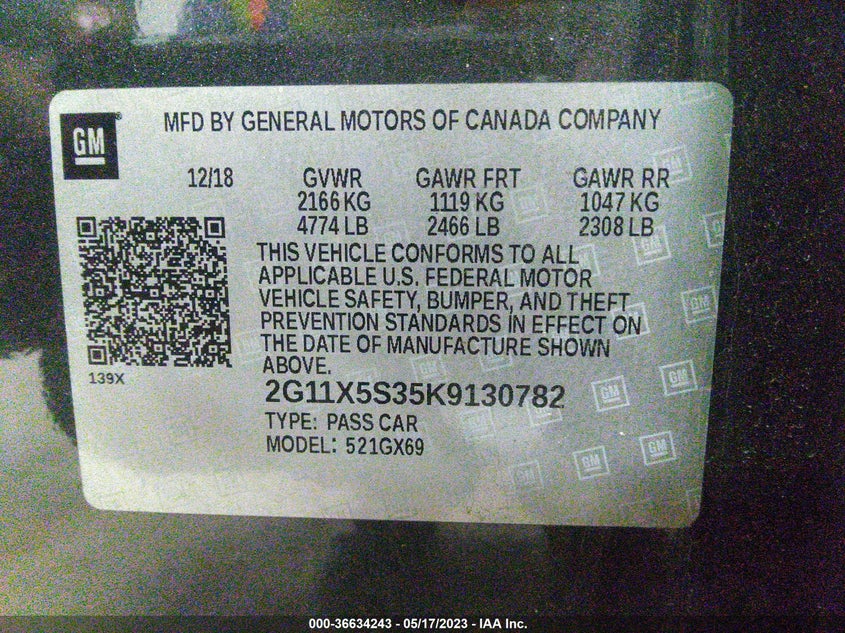 GM
MFD BY GENERAL MOTORS OF CANADA COMPANY
12/18 GVWR GAWR FRT GAWR RR
2166 KG 1119 KG 1047 KG
4774 LB 2466 LB 2308 LB
THIS VEHICLE CONFORMS TO ALL
APPLICABLE U.S. FEDERAL MOTOR
VEHICLE SAFETY, BUMPER, AND THEFT
PREVENTION STANDARDS IN EFFECT ON
THE DATE OF MANUFACTURE SHOWN
ABOVE.
139X
2G11X5S35K9130782
TYPE: PASS CAR
MODEL: 521GX69
000-36634243 - 05/17/2023 - IAA Inc.